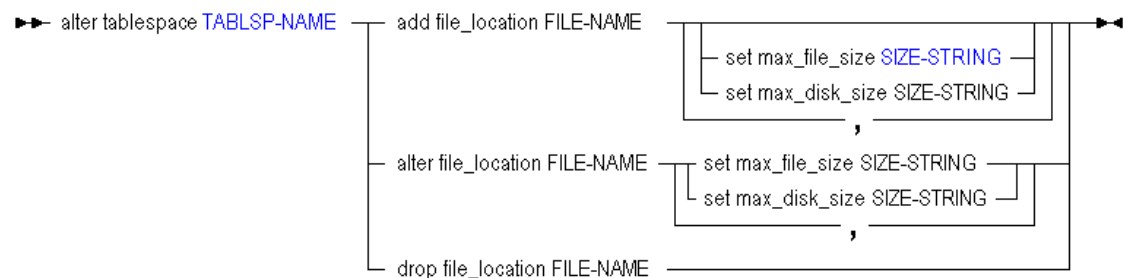 alter tablespace TABLSP-NAME add file_location FILE-NAME
set max_file_size SIZE-STRING
set max_disk_size SIZE-STRING
,
alter file_location FILE-NAME set max_file_size SIZE-STRING
set max_disk_size SIZE-STRING
,
drop file_location FILE-NAME